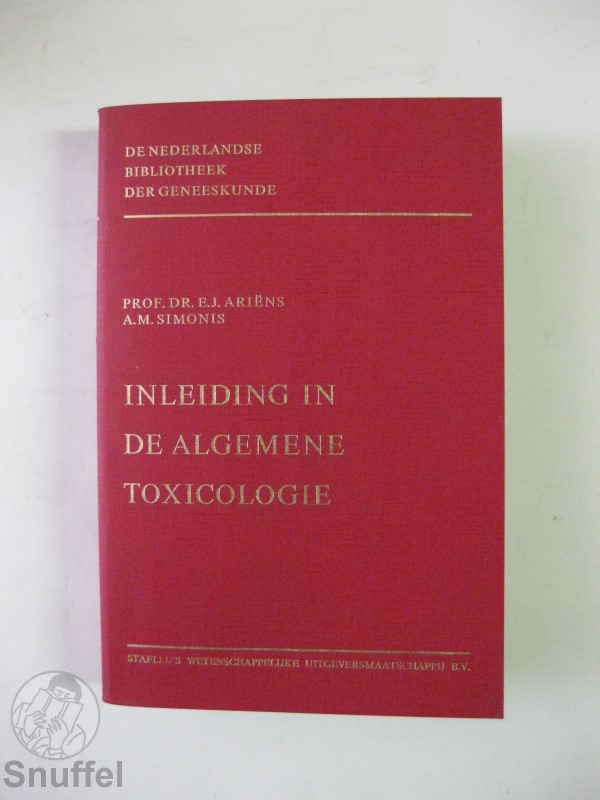 DE NEDERLANDSE
BIBLIOTHEEK
DER GENEESKUNDE
PROF. DR. E.J. ARIËNS
A.M. SIMONIS
INLEIDING IN
DE ALGEMENE
TOXICOLOGIE
STAFLEU'S WETENSCHAPPELIJKE UITGEVERSMAATSCHAPPIJ B.V.
Snuffel